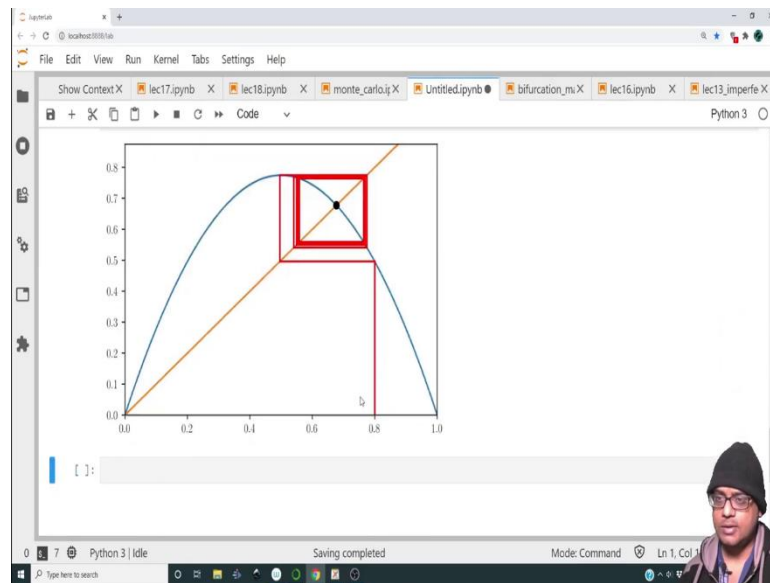 JupyterLab
localhost:8888/lab
File Edit View Run Kernel Tabs Settings Help
Show Context lec17.ipynb lec18.ipynb monte_carlo.ip Untitled.ipynb bifurcation_m lec16.ipynb lec13_imperfe
Code Python 3
0.8
0.7
0.6
0.5
0.4
0.3
0.2
0.1
0.0
0.0 0.2 0.4 0.6 0.8 1.0
[ ]:
0 7 Python 3 | Idle Saving completed Mode: Command Ln 1, Col
Type here to search